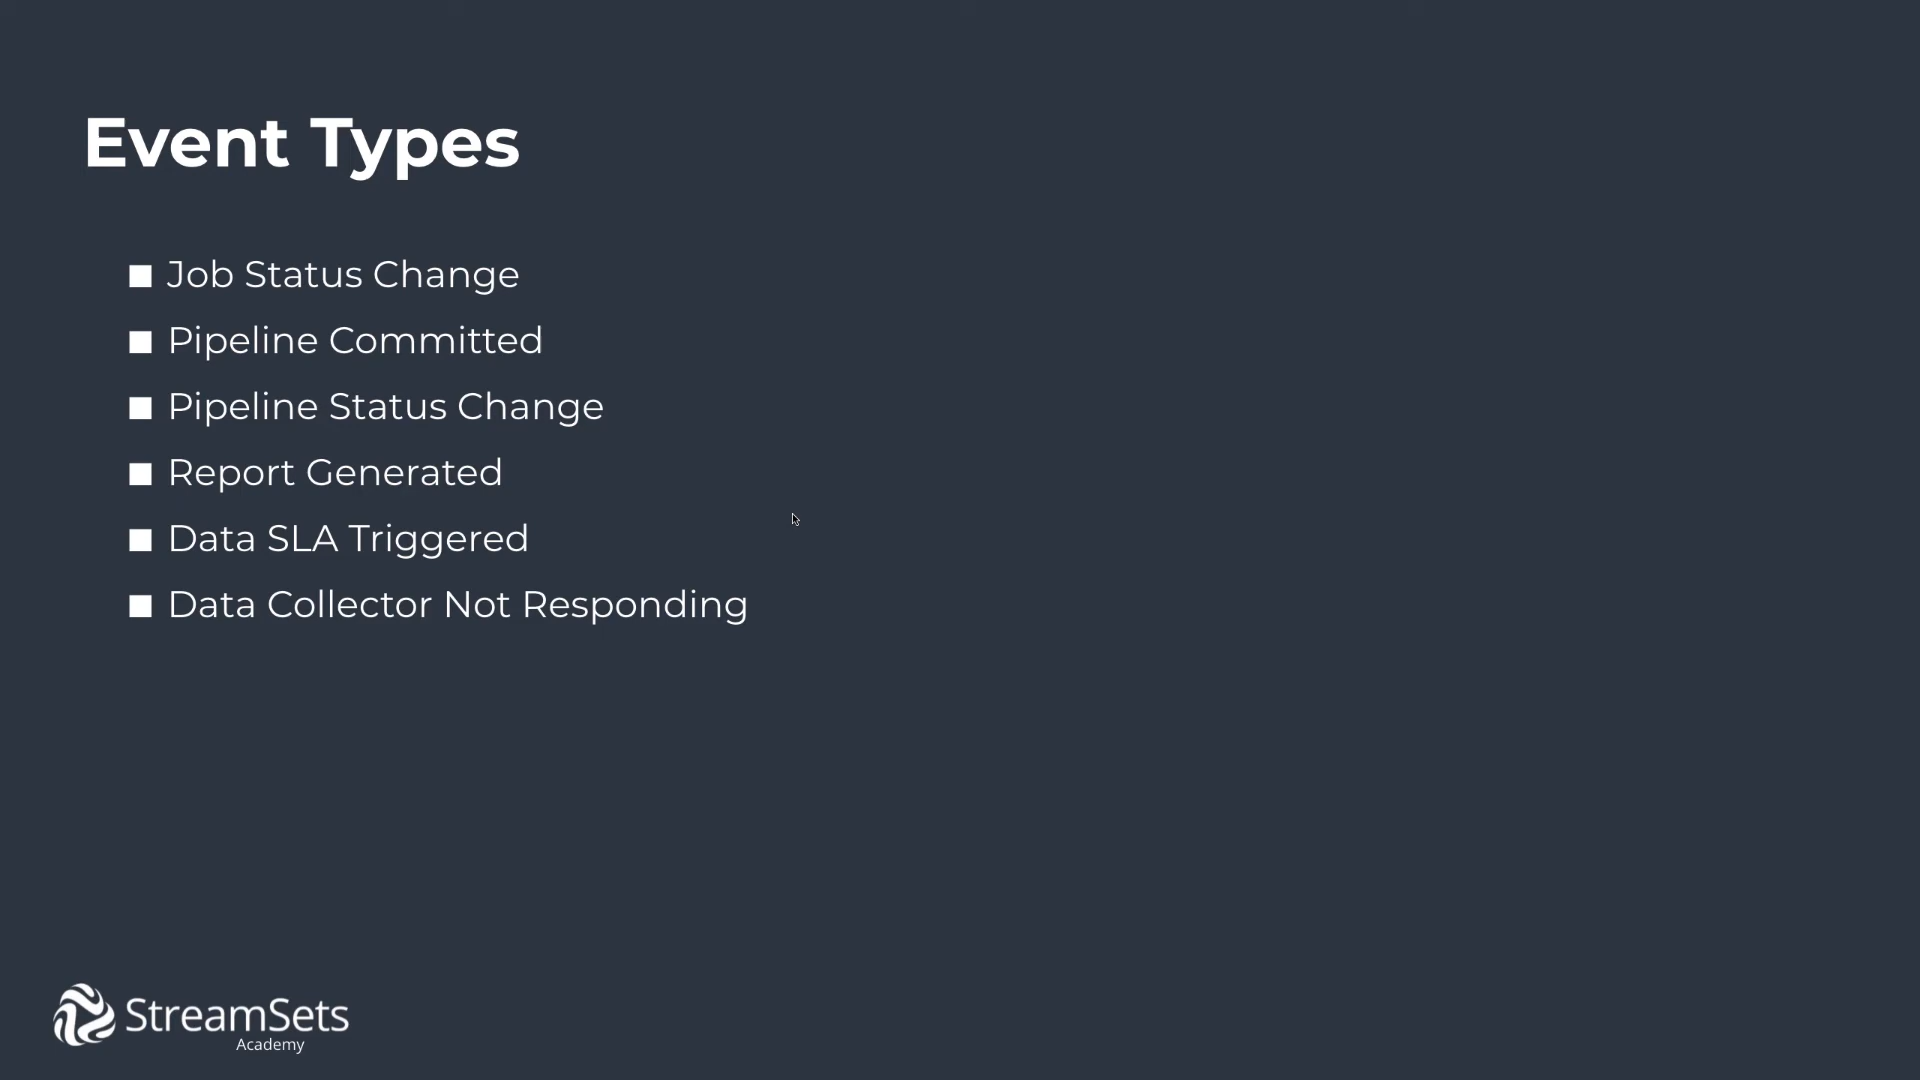 Event Types
■ Job Status Change
■ Pipeline Committed
■ Pipeline Status Change
■ Report Generated
■ Data SLA Triggered
■ Data Collector Not Responding
StreamSets
Academy